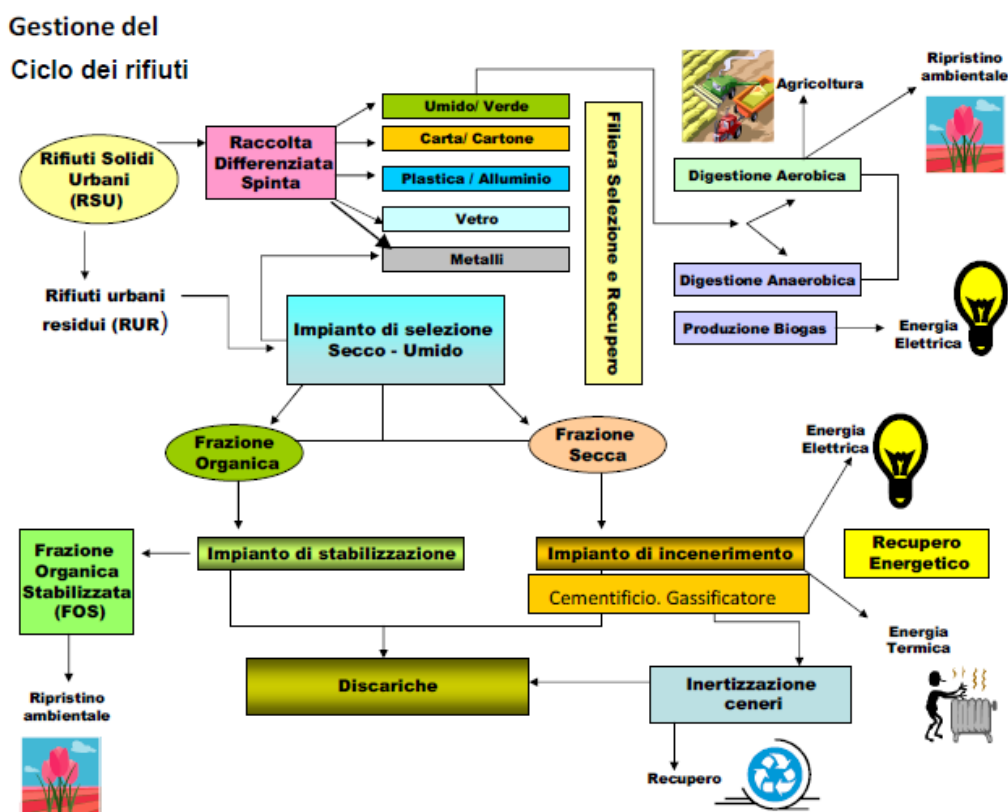 Gestione del
Ciclo dei rifiuti
Rifiuti Solidi
Urbani
(RSU)
Raccolta
Differenziata
Spinta
Umido/ Verde
Carta/ Cartone
Plastica / Alluminio
Vetro
Metalli
Filiera Selezione e Recupero
Agricoltura
Ripristino
ambientale
Digestione Aerobica
Digestione Anaerobica
Produzione Biogas
Energia
Elettrica
Rifiuti urbani
residui (RUR)
Impianto di selezione
Secco - Umido
Frazione
Organica
Frazione
Secca
Energia
Elettrica
Frazione
Organica
Stabilizzata
(FOS)
Impianto di stabilizzazione
Impianto di incenerimento
Cementificio. Gassificatore
Recupero
Energetico
Energia
Termica
Discariche
Inertizzazione
ceneri
Ripristino
ambientale
Recupero